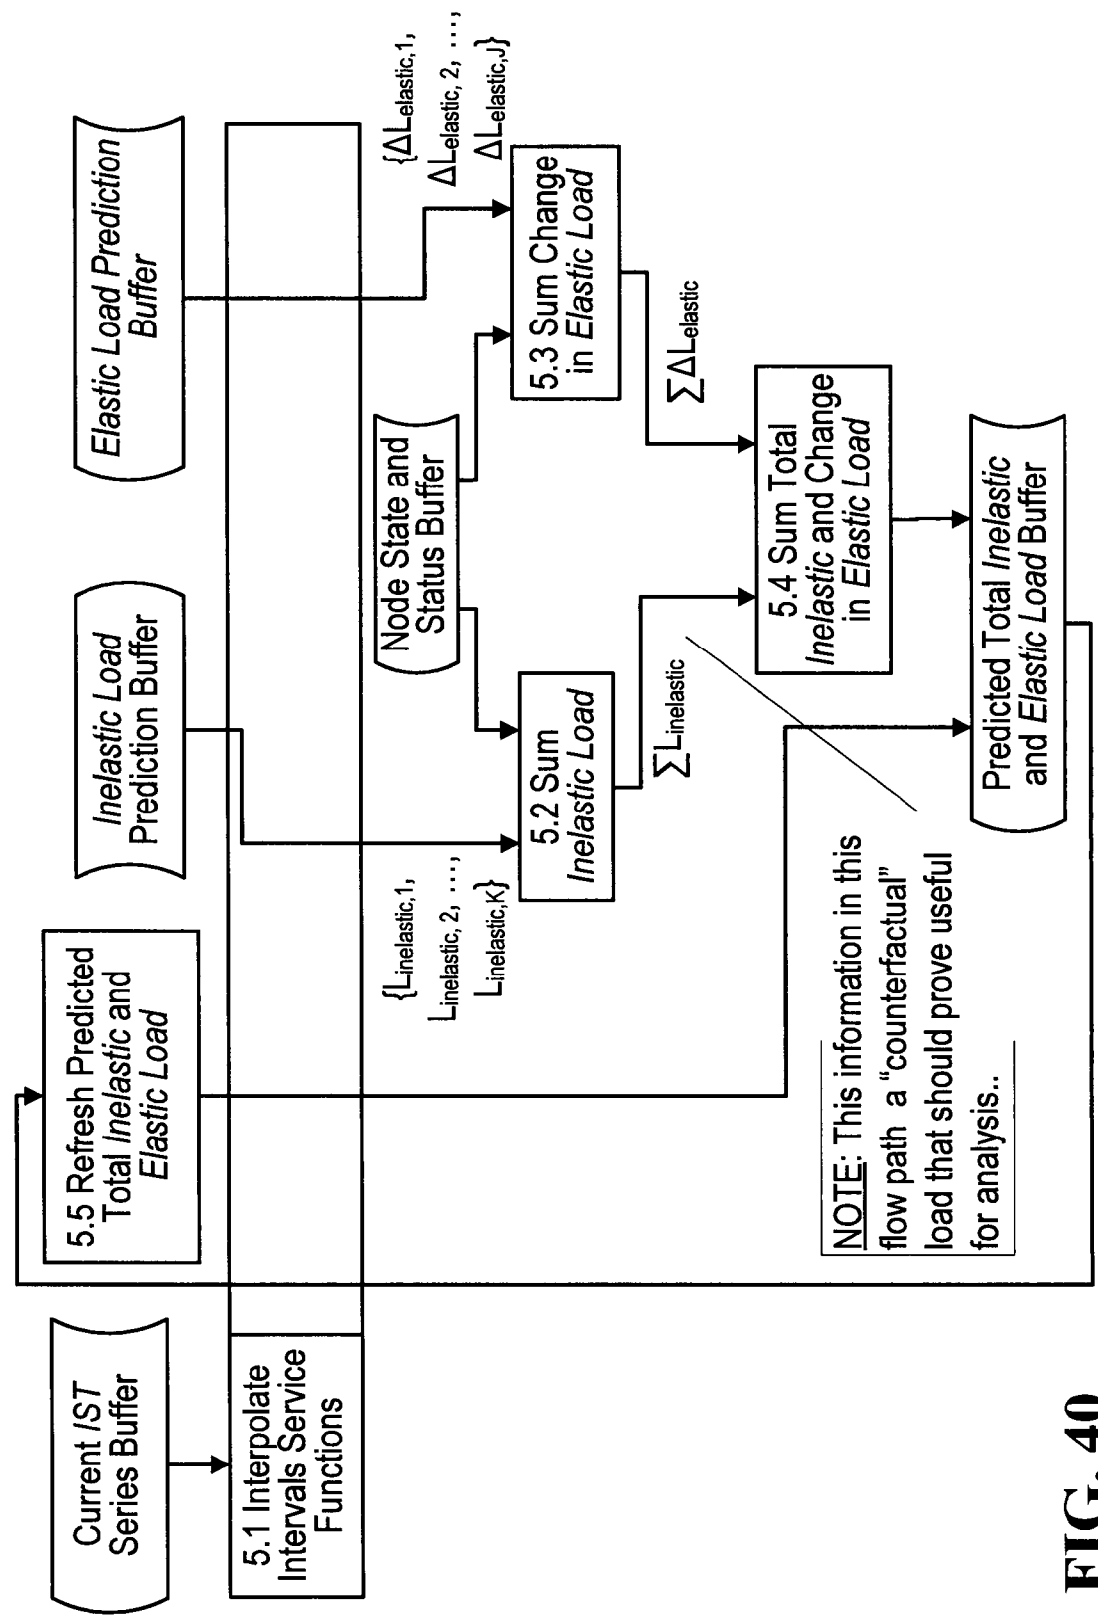 Current IST
Series Buffer
5.1 Interpolate
Intervals Service
Functions
5.5 Refresh Predicted
Total Inelastic and
Elastic Load
Inelastic Load
Prediction Buffer
Elastic Load Prediction
Buffer
{Linelastic,1,
Linelastic, 2, ...,
Linelastic,K}
Node State and
Status Buffer
{ΔLelastic,1,
ΔLelastic, 2, ...,
ΔLelastic,J}
5.2 Sum
Inelastic Load
5.3 Sum Change
in Elastic Load
∑Linelastic
∑ΔLelastic
5.4 Sum Total
Inelastic and Change
in Elastic Load
NOTE: This information in this
flow path a “counterfactual”
load that should prove useful
for analysis..
Predicted Total Inelastic
and Elastic Load Buffer
FIG. 40